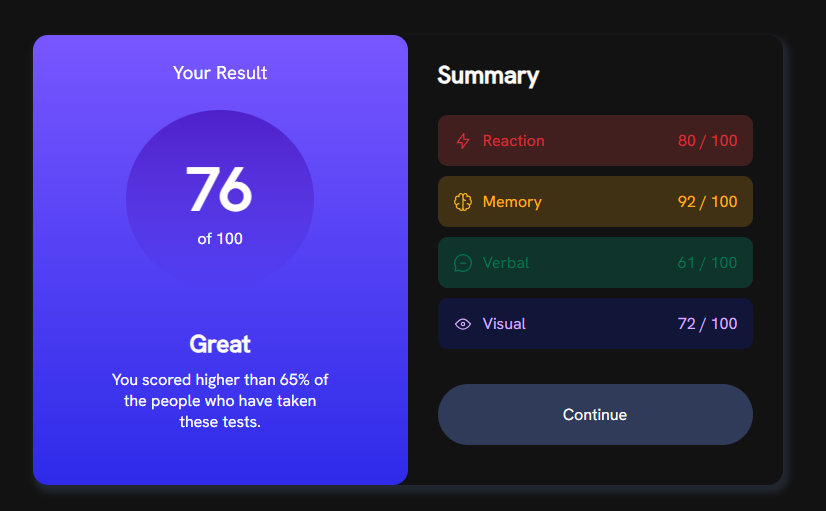 Your Result
76
of 100
Great
You scored higher than 65% of
the people who have taken
these tests.
Summary
Reaction 80 / 100
Memory 92 / 100
Verbal 61 / 100
Visual 72 / 100
Continue